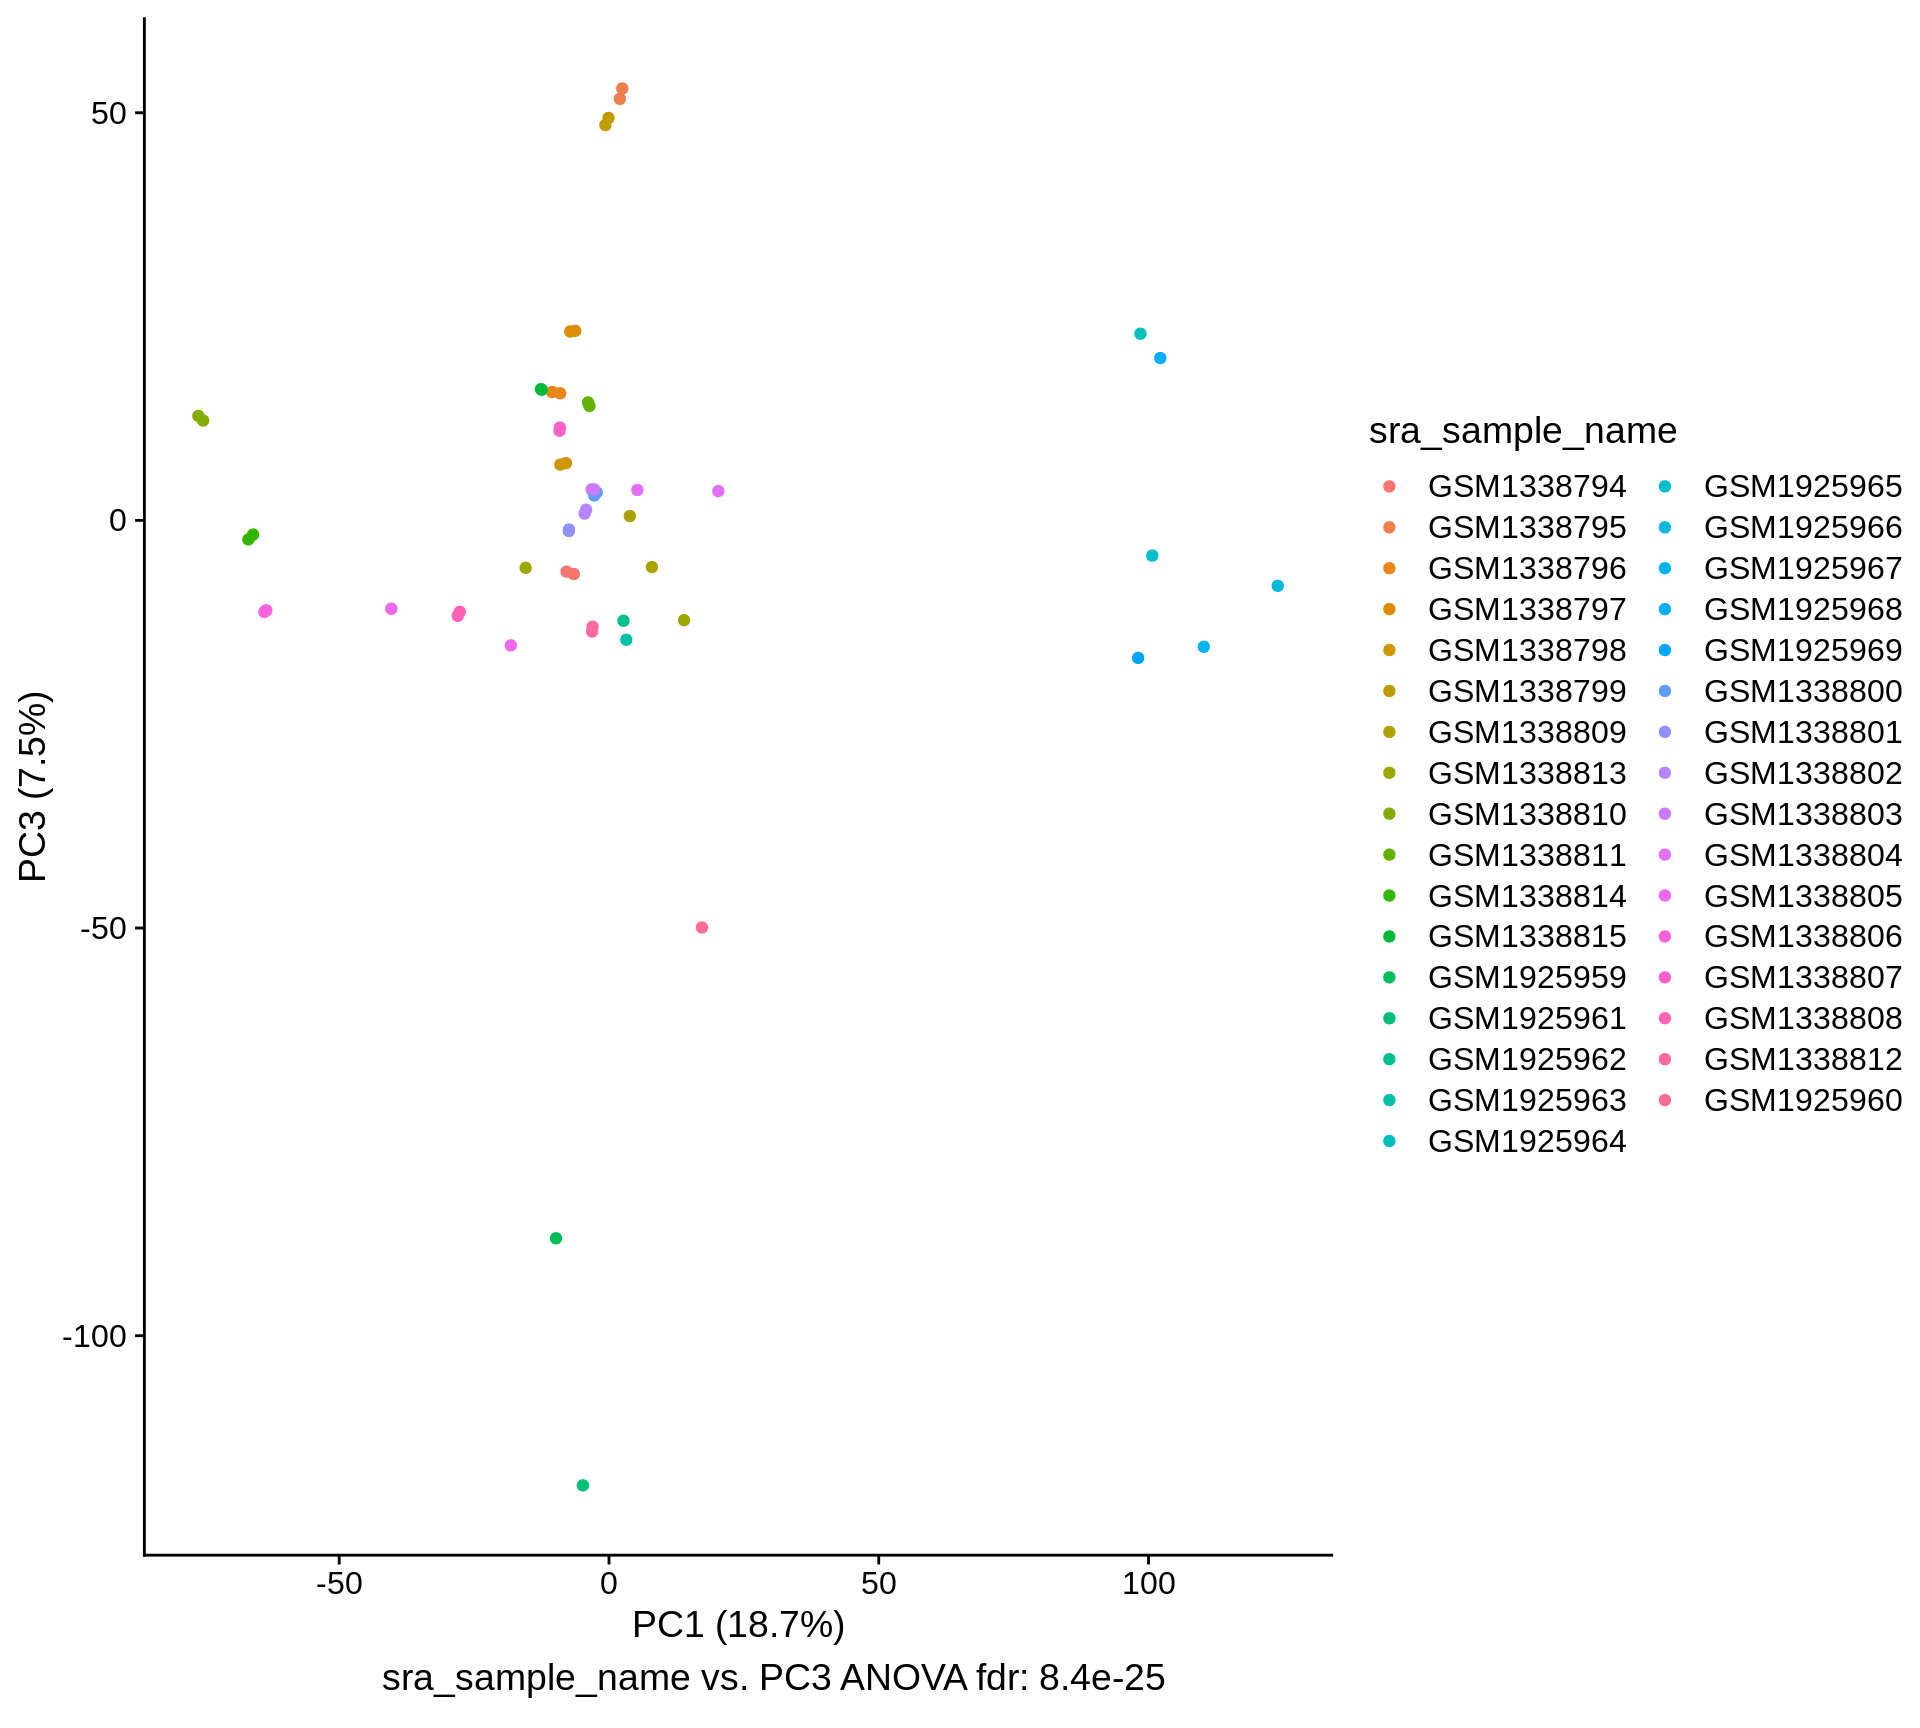 50
0
-50
-100
PC3 (7.5%)
-50
0
50
100
PC1 (18.7%)
sra_sample_name vs. PC3 ANOVA fdr: 8.4e-25
sra_sample_name
GSM1338794
GSM1338795
GSM1338796
GSM1338797
GSM1338798
GSM1338799
GSM1338809
GSM1338813
GSM1338810
GSM1338811
GSM1338814
GSM1338815
GSM1925959
GSM1925961
GSM1925962
GSM1925963
GSM1925964
GSM1925965
GSM1925966
GSM1925967
GSM1925968
GSM1925969
GSM1338800
GSM1338801
GSM1338802
GSM1338803
GSM1338804
GSM1338805
GSM1338806
GSM1338807
GSM1338808
GSM1338812
GSM1925960